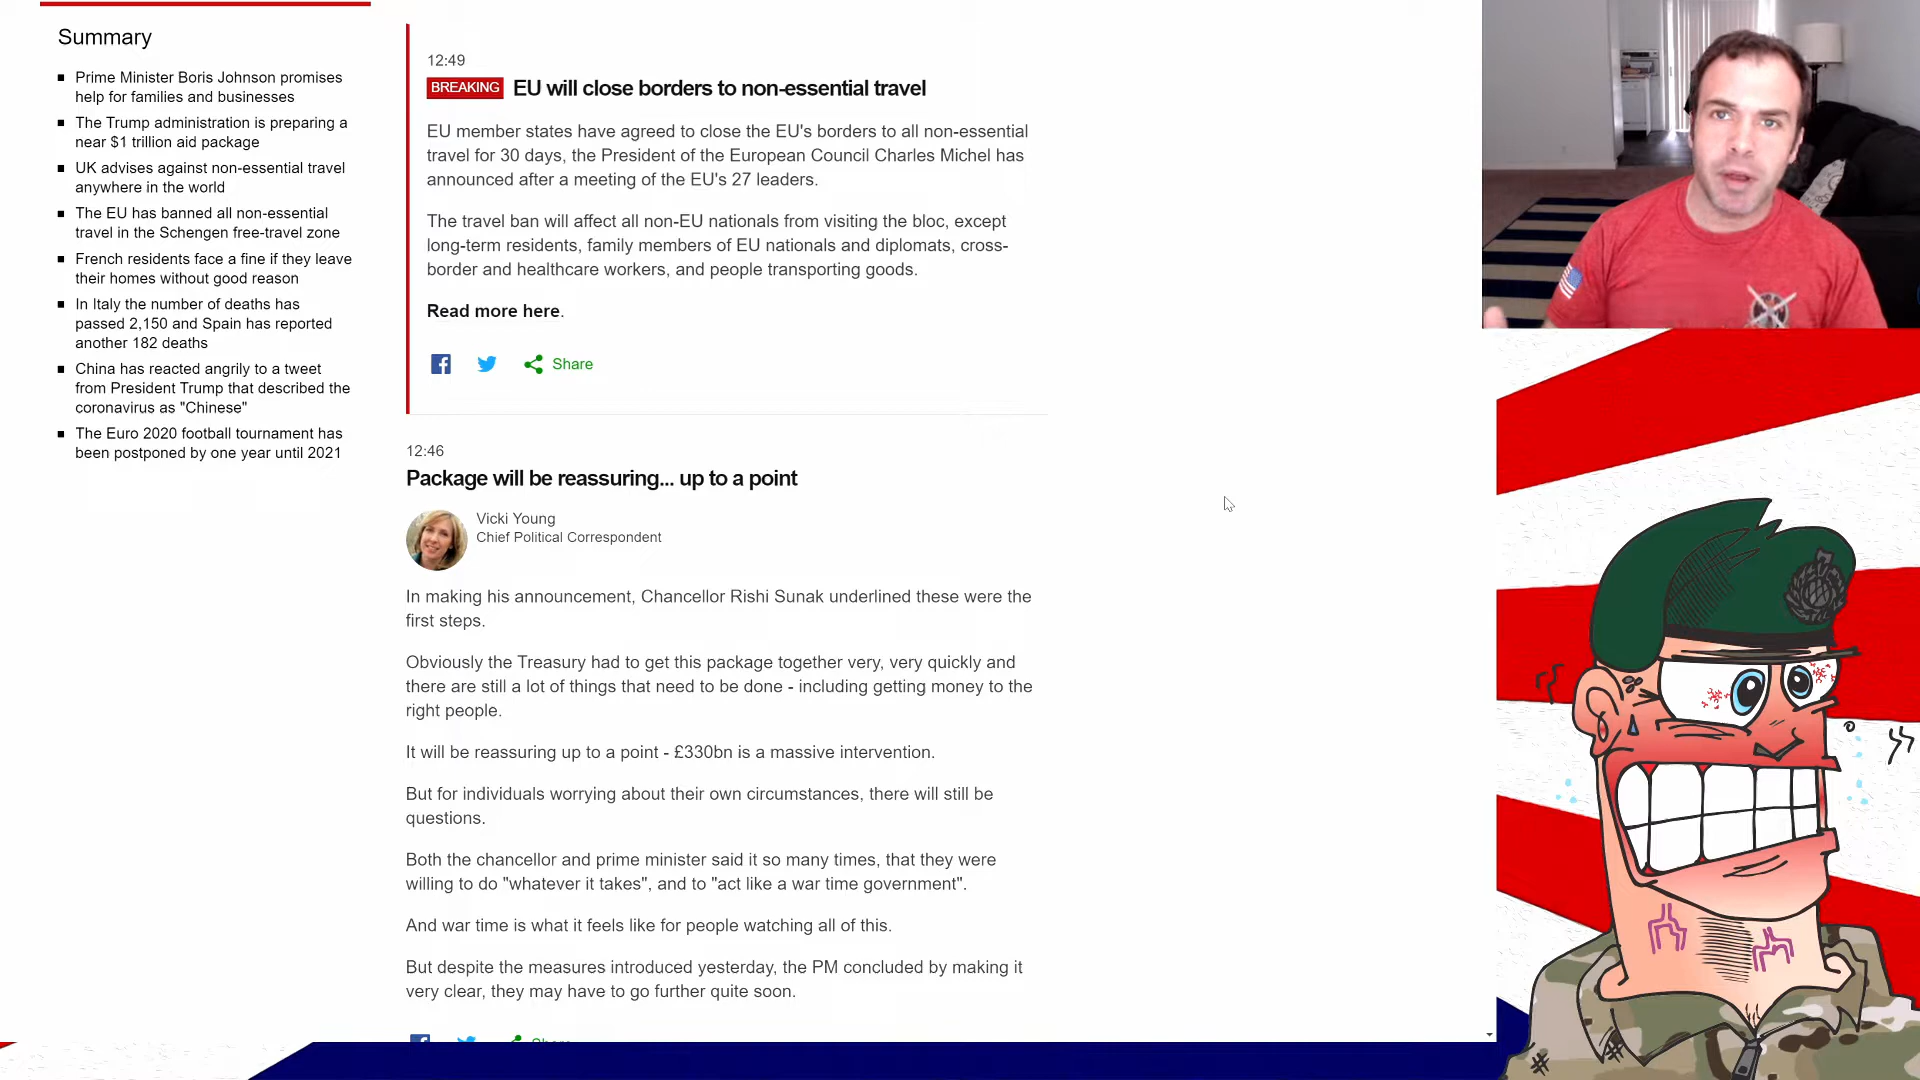 Summary
Prime Minister Boris Johnson promises
help for families and businesses
The Trump administration is preparing a
near $1 trillion aid package
UK advises against non-essential travel
anywhere in the world
The EU has banned all non-essential
travel in the Schengen free-travel zone
French residents face a fine if they leave
their homes without good reason
In Italy the number of deaths has
passed 2,150 and Spain has reported
another 182 deaths
China has reacted angrily to a tweet
from President Trump that described the
coronavirus as "Chinese"
The Euro 2020 football tournament has
been postponed by one year until 2021
12:49
BREAKING EU will close borders to non-essential travel
EU member states have agreed to close the EU's borders to all non-essential
travel for 30 days, the President of the European Council Charles Michel has
announced after a meeting of the EU's 27 leaders.
The travel ban will affect all non-EU nationals from visiting the bloc, except
long-term residents, family members of EU nationals and diplomats, cross-
border and healthcare workers, and people transporting goods.
Read more here.
Share
12:46
Package will be reassuring... up to a point
Vicki Young
Chief Political Correspondent
In making his announcement, Chancellor Rishi Sunak underlined these were the
first steps.
Obviously the Treasury had to get this package together very, very quickly and
there are still a lot of things that need to be done - including getting money to the
right people.
It will be reassuring up to a point - £330bn is a massive intervention.
But for individuals worrying about their own circumstances, there will still be
questions.
Both the chancellor and prime minister said it so many times, that they were
willing to do "whatever it takes", and to "act like a war time government".
And war time is what it feels like for people watching all of this.
But despite the measures introduced yesterday, the PM concluded by making it
very clear, they may have to go further quite soon.
Share